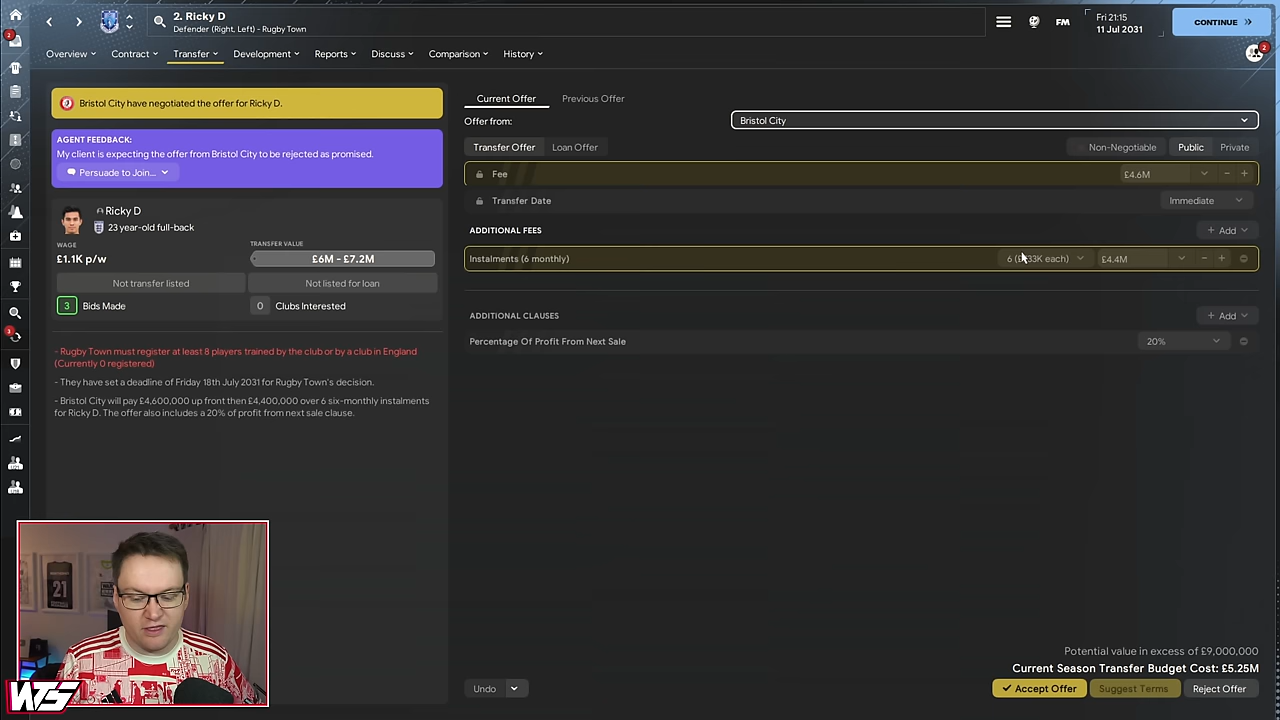 2. Ricky D
Defender (Right, Left) - Rugby Town
FM
Fri 21:15
11 Jul 2031
CONTINUE
2
2
3
Overview
Contract
Transfer
Development
Reports
Discuss
Comparison
History
Bristol City have negotiated the offer for Ricky D.
AGENT FEEDBACK:
My client is expecting the offer from Bristol City to be rejected as promised.
Persuade to Join...
Ricky D
23 year-old full-back
WAGE
TRANSFER VALUE
£1.1K p/w
£6M - £7.2M
Not transfer listed
Not listed for loan
3 Bids Made
0 Clubs Interested
- Rugby Town must register at least 8 players trained by the club or by a club in England
(Currently 0 registered)
- They have set a deadline of Friday 18th July 2031 for Rugby Town's decision.
- Bristol City will pay £4,600,000 up front then £4,400,000 over 6 six-monthly instalments
for Ricky D. The offer also includes a 20% of profit from next sale clause.
Current Offer
Previous Offer
Offer from:
Bristol City
Transfer Offer
Loan Offer
Non-Negotiable
Public
Private
Fee
£4.6M
Transfer Date
Immediate
ADDITIONAL FEES
+ Add
Instalments (6 monthly)
each)
£4.4M
ADDITIONAL CLAUSES
+ Add
Percentage Of Profit From Next Sale
20%
Potential value in excess of £9,000,000
Current Season Transfer Budget Cost: £5.25M
Undo
Accept Offer
Suggest Terms
Reject Offer
21
WTS